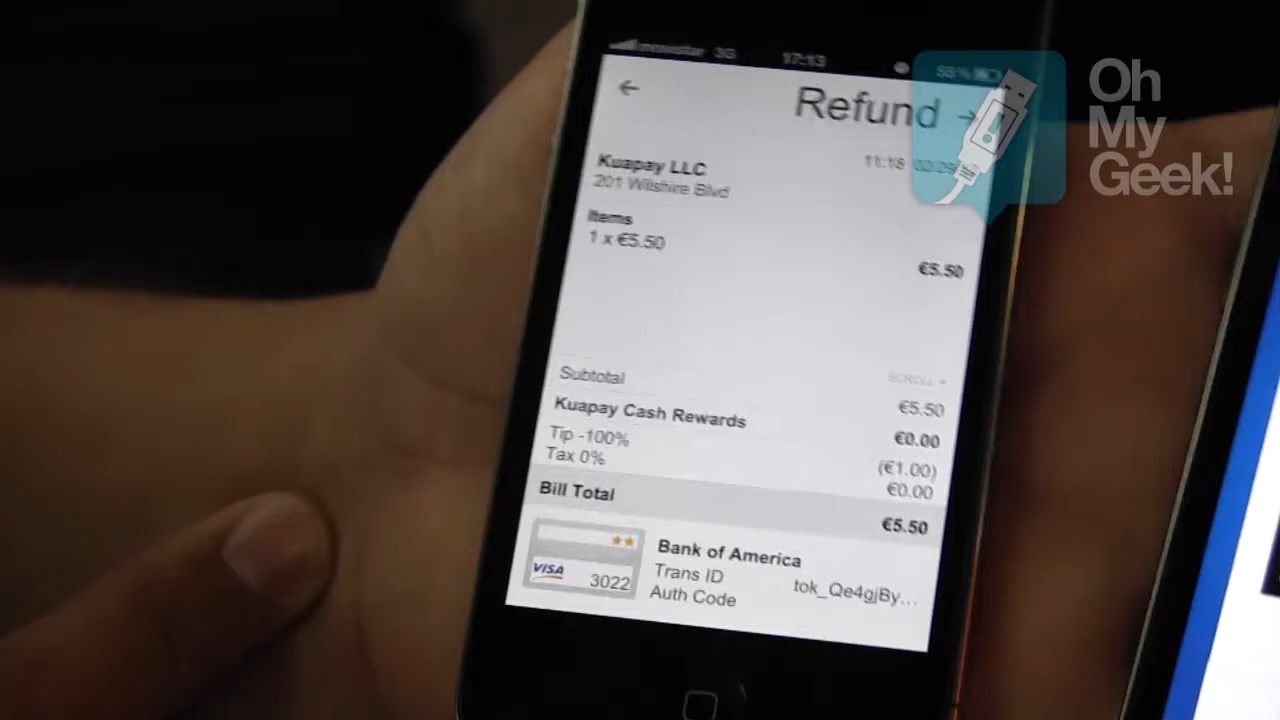 movistar 3G 17:13 55%
Refund
Kuapay LLC 11:18
201 Wilshire Blvd
Items
1 x €5.50
€5.50
SCROLL
Subtotal €5.50
Kuapay Cash Rewards €0.00
Tip -100% (€1.00)
Tax 0% €0.00
Bill Total €5.50
VISA 3022
Bank of America
Trans ID tok_Qe4gjBy...
Auth Code
Oh
My
Geek!